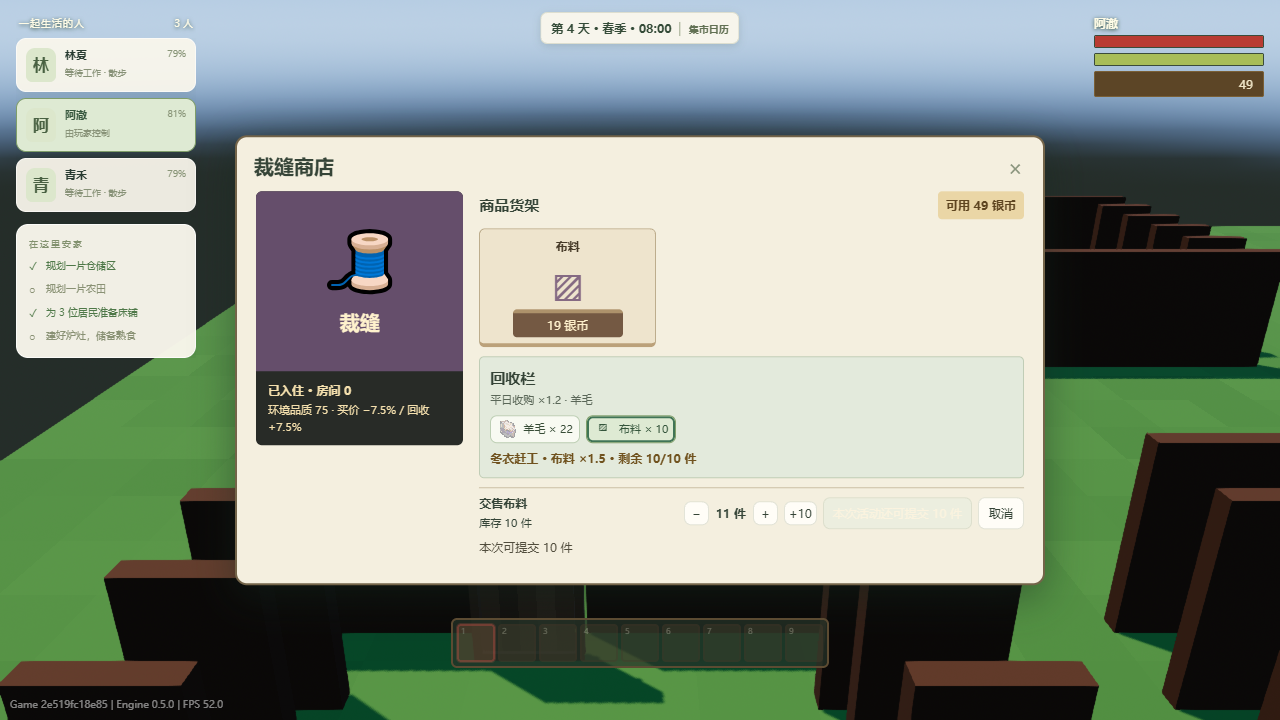 一起生活的人 3 人
林 林夏 79%
等待工作 · 散步
阿 阿澈 81%
由玩家控制
青 青禾 79%
等待工作 · 散步
在这里安家
✓ 规划一片仓储区
○ 规划一片农田
✓ 为 3 位居民准备床铺
○ 建好炉灶，储备熟食
第 4 天 • 春季 • 08:00 | 集市日历
阿澈
49
裁缝商店 ×
裁缝
已入住 • 房间 0
环境品质 75 · 买价 −7.5% / 回收
+7.5%
商品货架 可用 49 银币
布料
19 银币
回收栏
平日收购 ×1.2 · 羊毛
羊毛 × 22 布料 × 10
冬衣赶工 • 布料 ×1.5 • 剩余 10/10 件
交售布料
库存 10 件
− 11 件 + +10 取消
本次可提交 10 件
1 2 3 4 5 6 7 8 9
Game 2e519fc18e85 | Engine 0.5.0 | FPS 52.0